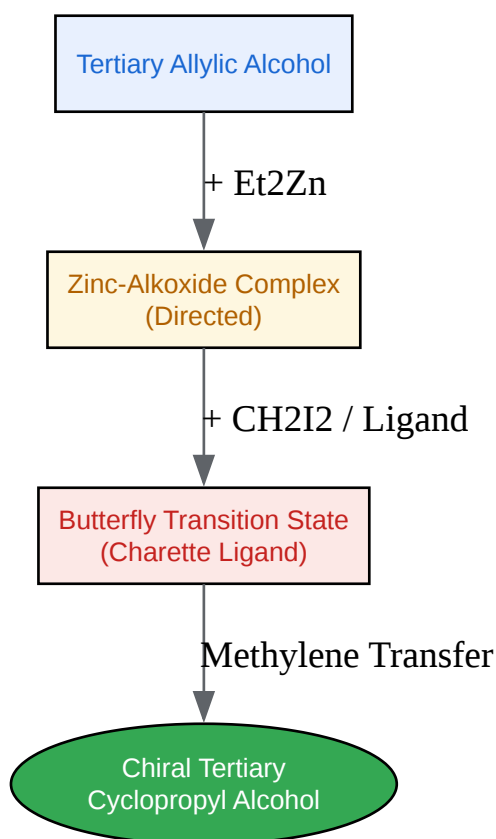 Tertiary Allylic Alcohol
+ Et2Zn
Zinc-Alkoxide Complex
(Directed)
+ CH2I2 / Ligand
Butterfly Transition State
(Charette Ligand)
Methylene Transfer
Chiral Tertiary
Cyclopropyl Alcohol